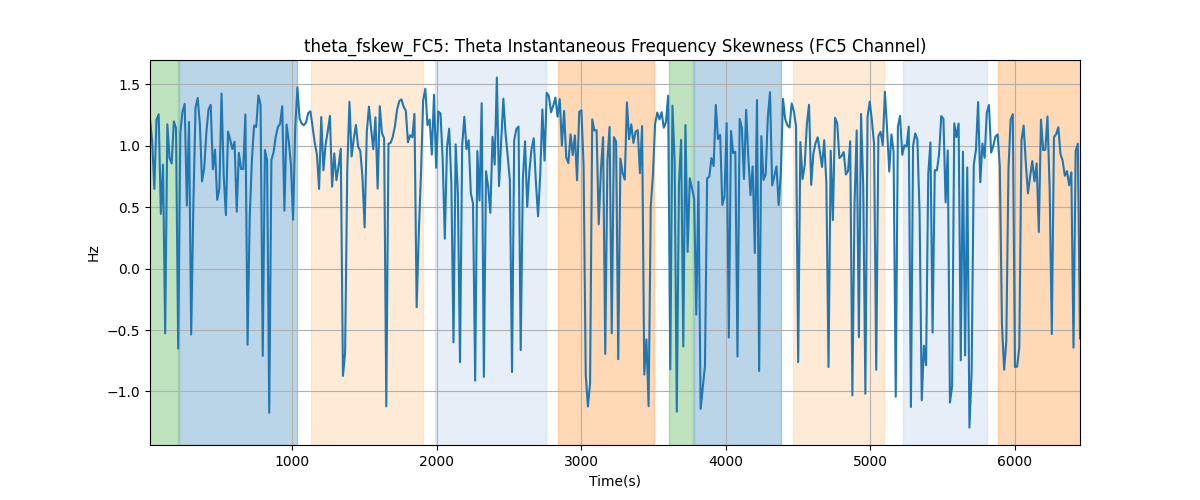 theta_fskew_FC5: Theta Instantaneous Frequency Skewness (FC5 Channel)
1.5
1.0
0.5
0.0
−0.5
−1.0
Hz
1000 2000 3000 4000 5000 6000
Time(s)